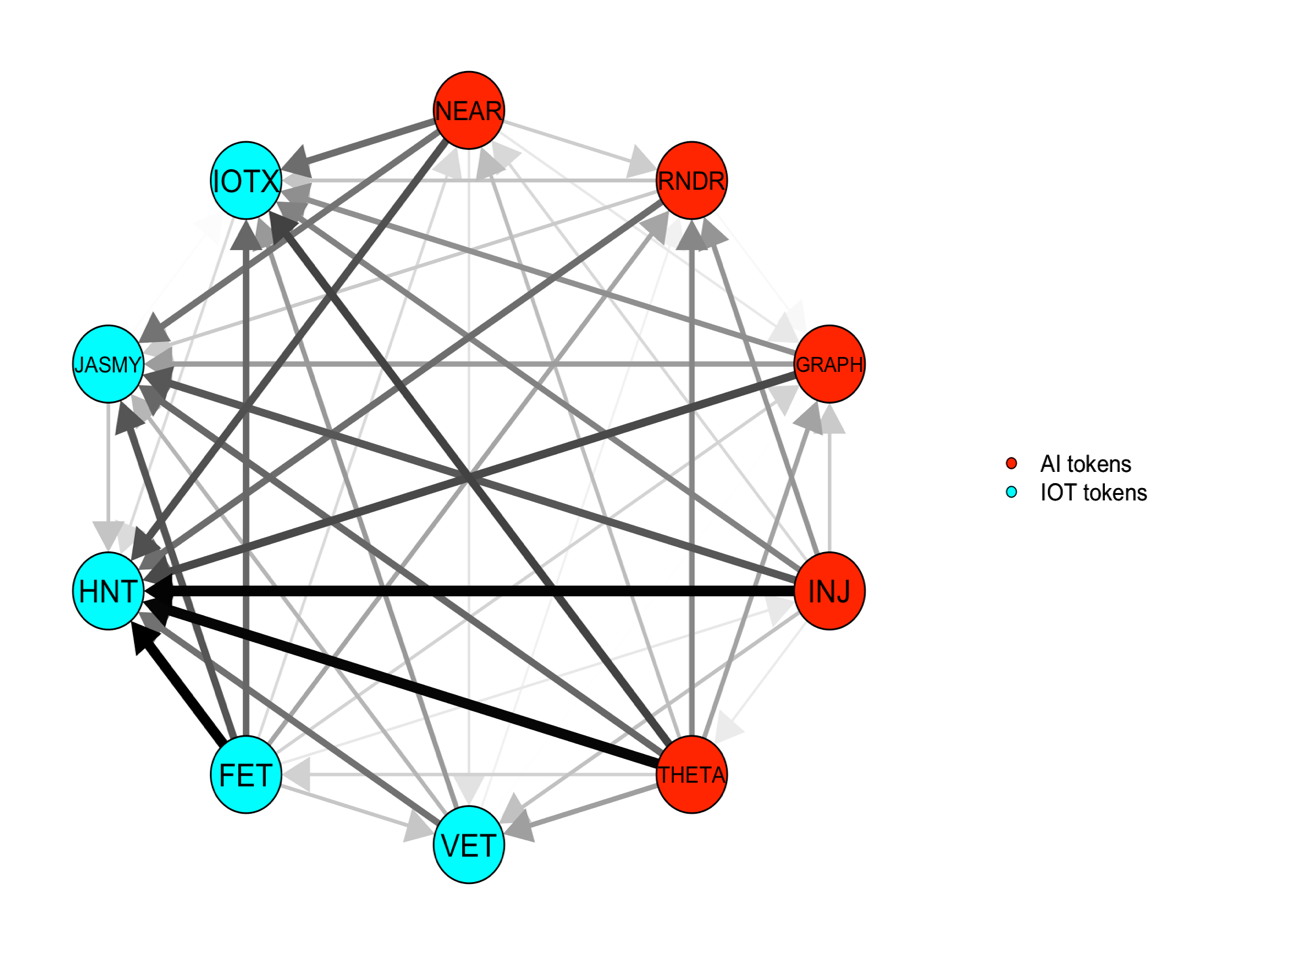 NEAR
IOTX
RNDR
JASMY
GRAPH
AI tokens
IOT tokens
HNT
INJ
FET
THETA
VET